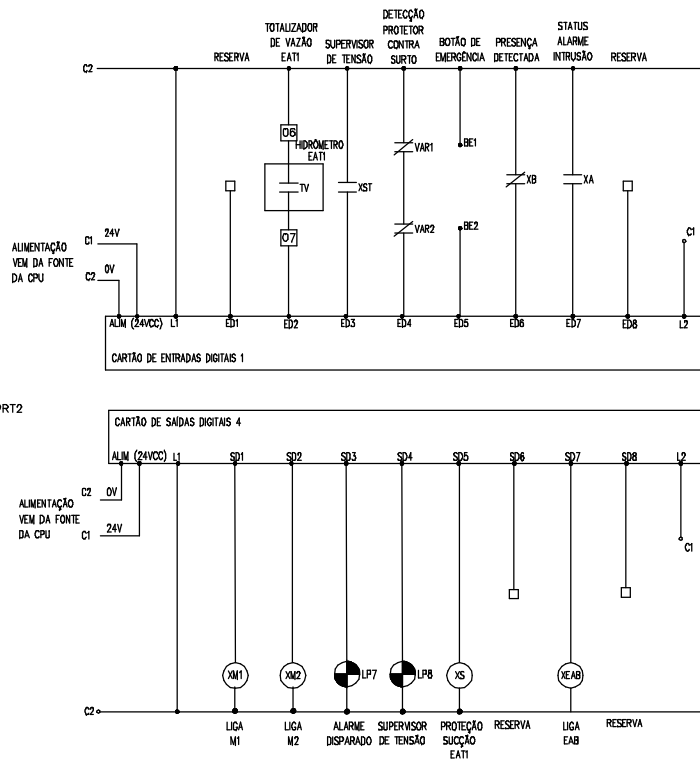 DETECÇÃO
PROTETOR
CONTRA
SURTO
TOTALIZADOR
DE VAZÃO
EAT1
STATUS
ALARME
INTRUSÃO
RESERVA
SUPERVISOR
DE TENSÃO
BOTÃO DE
EMERGÊNCIA
PRESENÇA
DETECTADA
RESERVA
C2
06
HIDRÔMETRO
EAT1
VAR1
BE1
TV
XST
XB
XA
07
VAR2
BE2
C1
24V
C1
ALIMENTAÇÃO
VEM DA FONTE
DA CPU
C2
0V
ALIM (24VCC) L1 ED1 ED2 ED3 ED4 ED5 ED6 ED7 ED8 L2
CARTÃO DE ENTRADAS DIGITAIS 1
PRT2
CARTÃO DE SAÍDAS DIGITAIS 4
ALIM (24VCC) L1 SD1 SD2 SD3 SD4 SD5 SD6 SD7 SD8 L2
C2
0V
ALIMENTAÇÃO
VEM DA FONTE
DA CPU
C1
24V
C1
XM1
XM2
LP7
LP8
XS
XEAB
C2
LIGA
M1
LIGA
M2
ALARME
DISPARADO
SUPERVISOR
DE TENSÃO
PROTEÇÃO
SUCÇÃO
EAT1
RESERVA
LIGA
EAB
RESERVA